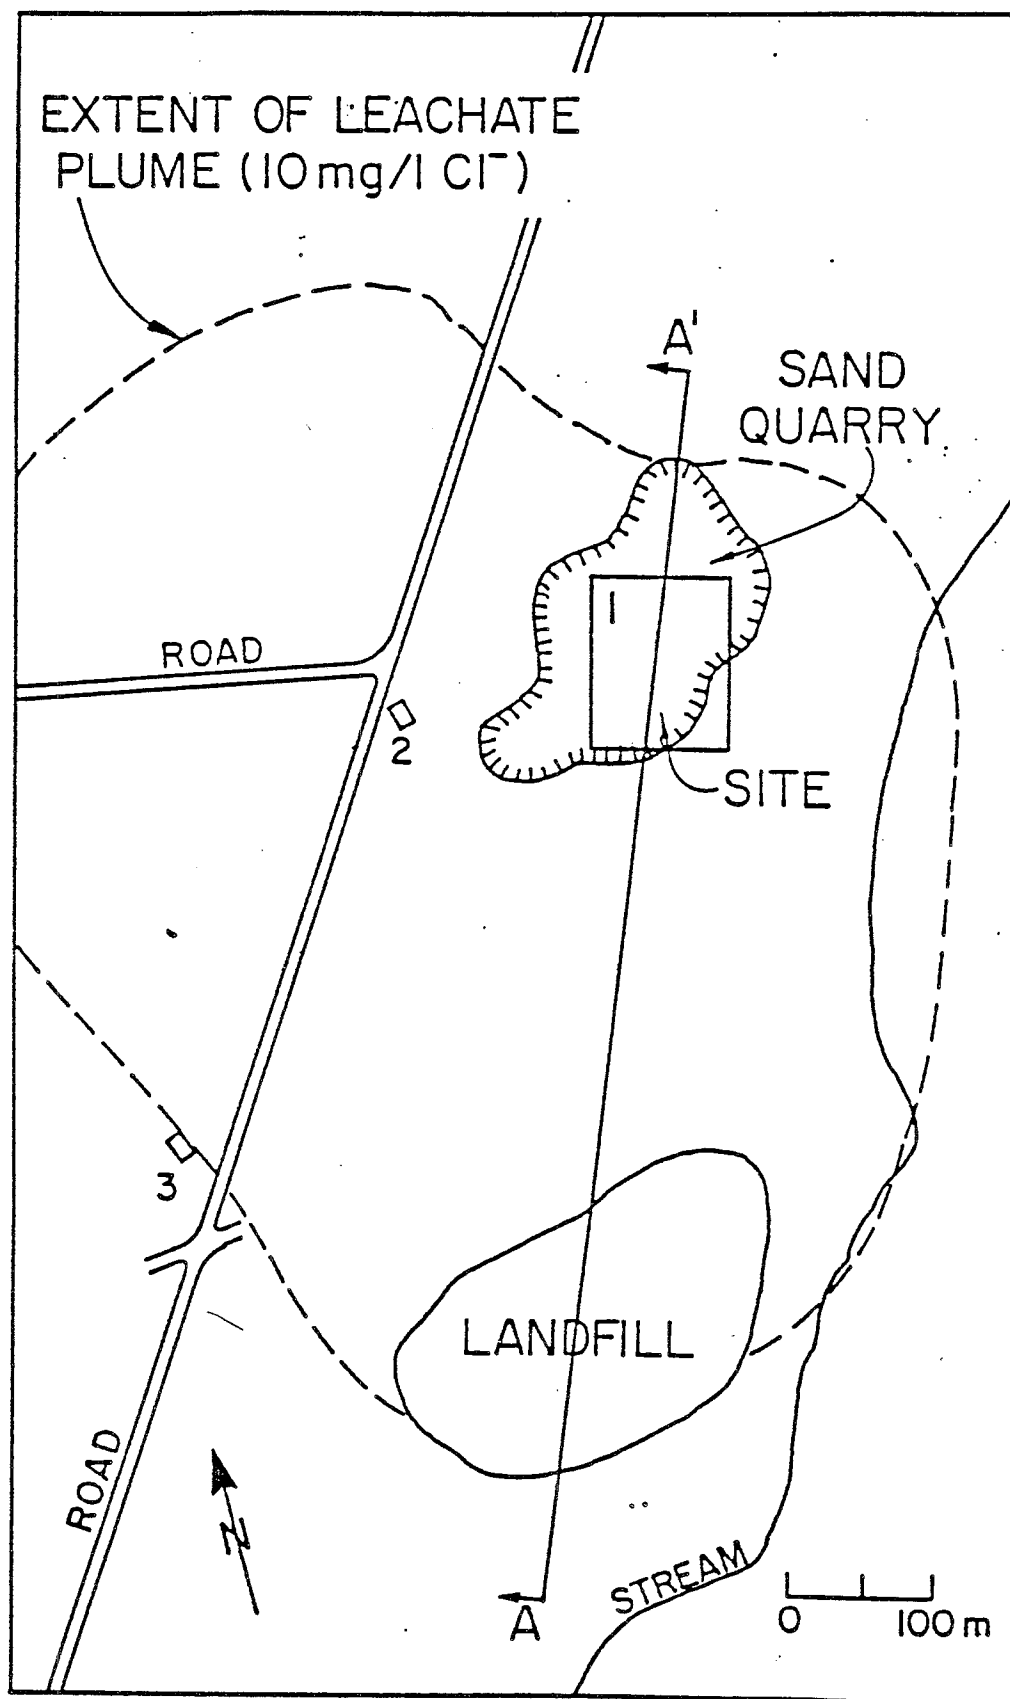 EXTENT OF LEACHATE
PLUME (10 mg/l Cl⁻)
A'
SAND
QUARRY
1
ROAD
2
SITE
3
LANDFILL
ROAD
N
STREAM
A
0 100 m